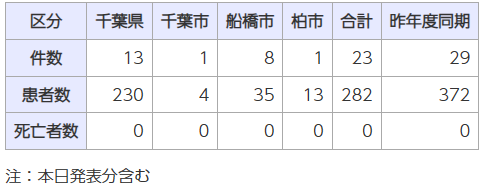 区分 千葉県 千葉市 船橋市 柏市 合計 昨年度同期
件数 13 1 8 1 23 29
患者数 230 4 35 13 282 372
死亡者数 0 0 0 0 0 0
注：本日発表分含む